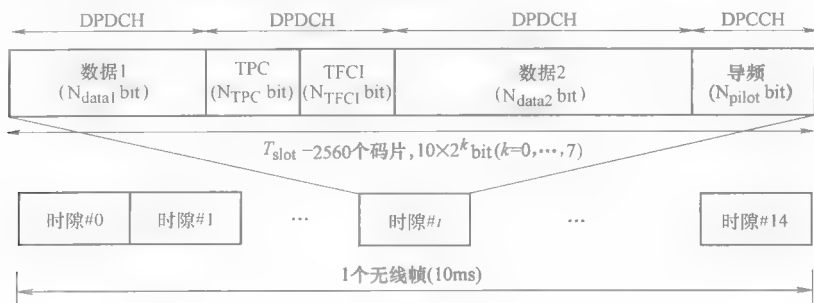 DPDCH DPDCH DPDCH DPCCH
数据1 TPC TFCI 数据2 导频
(N_data1 bit) (N_TPC bit) (N_TFCI bit) (N_data2 bit) (N_pilot bit)
T_slot=2560个码片,10×2^k bit(k=0,…,7)
时隙#0 时隙#1 … 时隙#i … 时隙#14
1个无线帧(10ms)